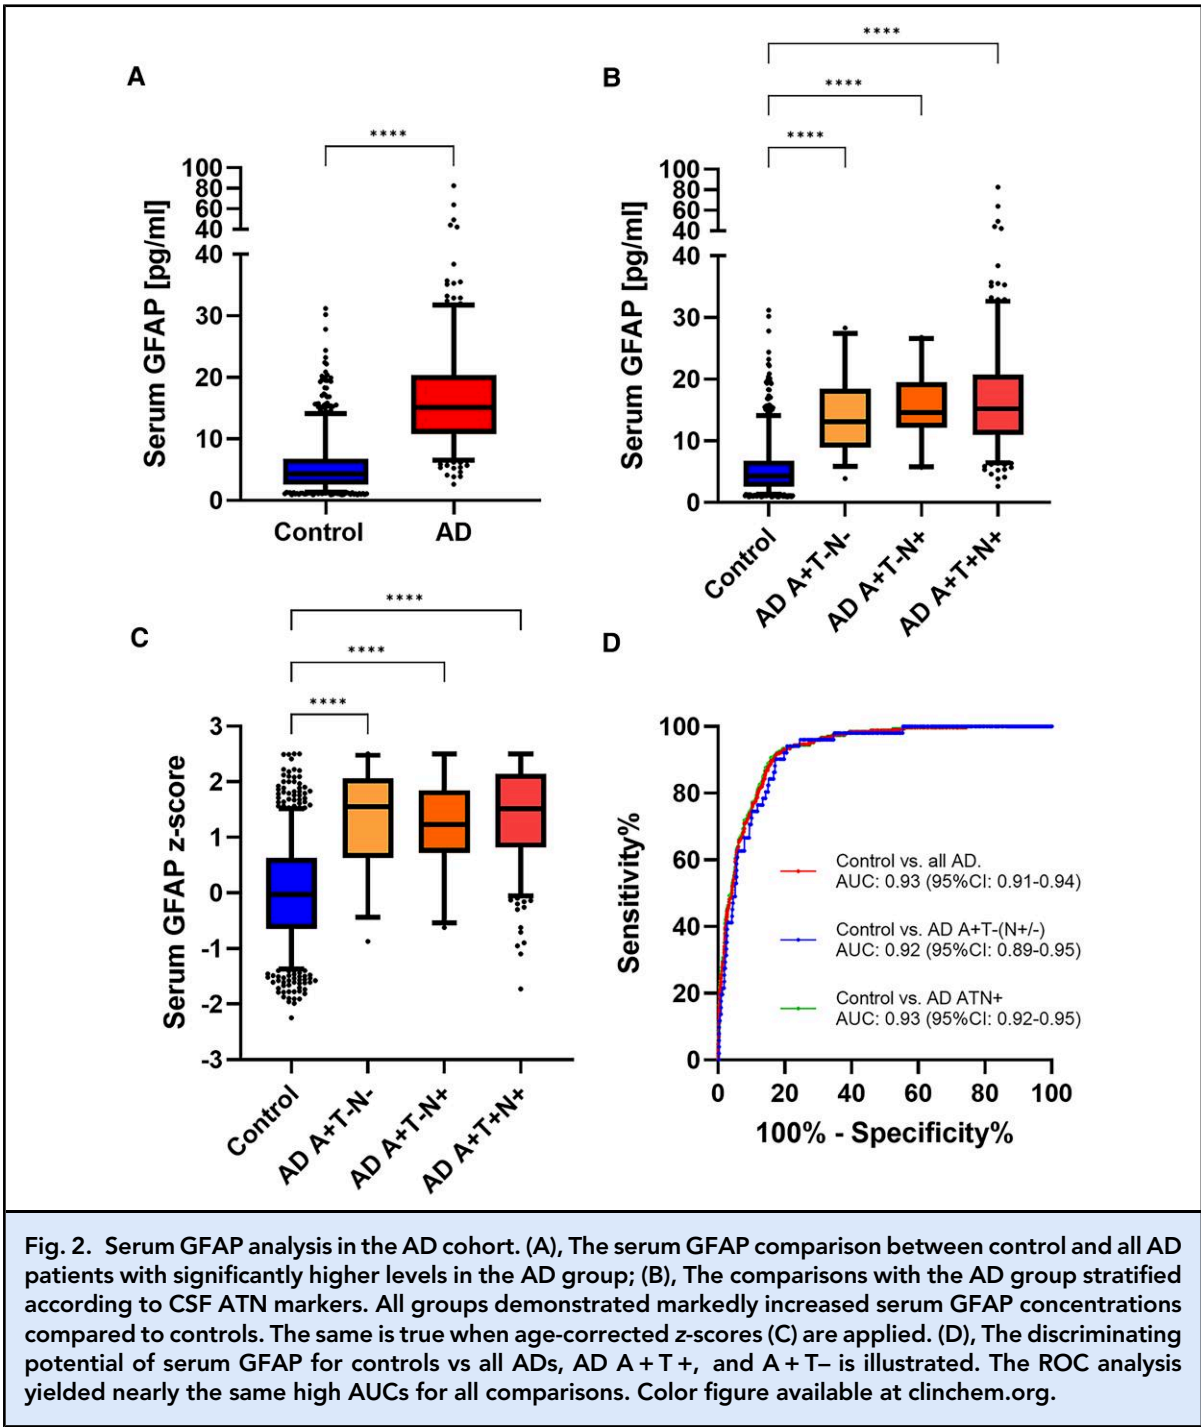 A
****
Serum GFAP [pg/ml]
100
80
60
40
40
30
20
10
0
Control
AD
B
****
****
****
Serum GFAP [pg/ml]
100
80
60
40
40
30
20
10
0
Control
AD A+T-N-
AD A+T-N+
AD A+T+N+
C
****
****
****
Serum GFAP z-score
3
2
1
0
-1
-2
-3
Control
AD A+T-N-
AD A+T-N+
AD A+T+N+
D
Sensitivity%
100
80
60
40
20
0
Control vs. all AD.
AUC: 0.93 (95%CI: 0.91-0.94)
Control vs. AD A+T-(N+/-)
AUC: 0.92 (95%CI: 0.89-0.95)
Control vs. AD ATN+
AUC: 0.93 (95%CI: 0.92-0.95)
0 20 40 60 80 100
100% - Specificity%
Fig. 2. Serum GFAP analysis in the AD cohort. (A), The serum GFAP comparison between control and all AD
patients with significantly higher levels in the AD group; (B), The comparisons with the AD group stratified
according to CSF ATN markers. All groups demonstrated markedly increased serum GFAP concentrations
compared to controls. The same is true when age-corrected z-scores (C) are applied. (D), The discriminating
potential of serum GFAP for controls vs all ADs, AD A + T +, and A + T– is illustrated. The ROC analysis
yielded nearly the same high AUCs for all comparisons. Color figure available at clinchem.org.